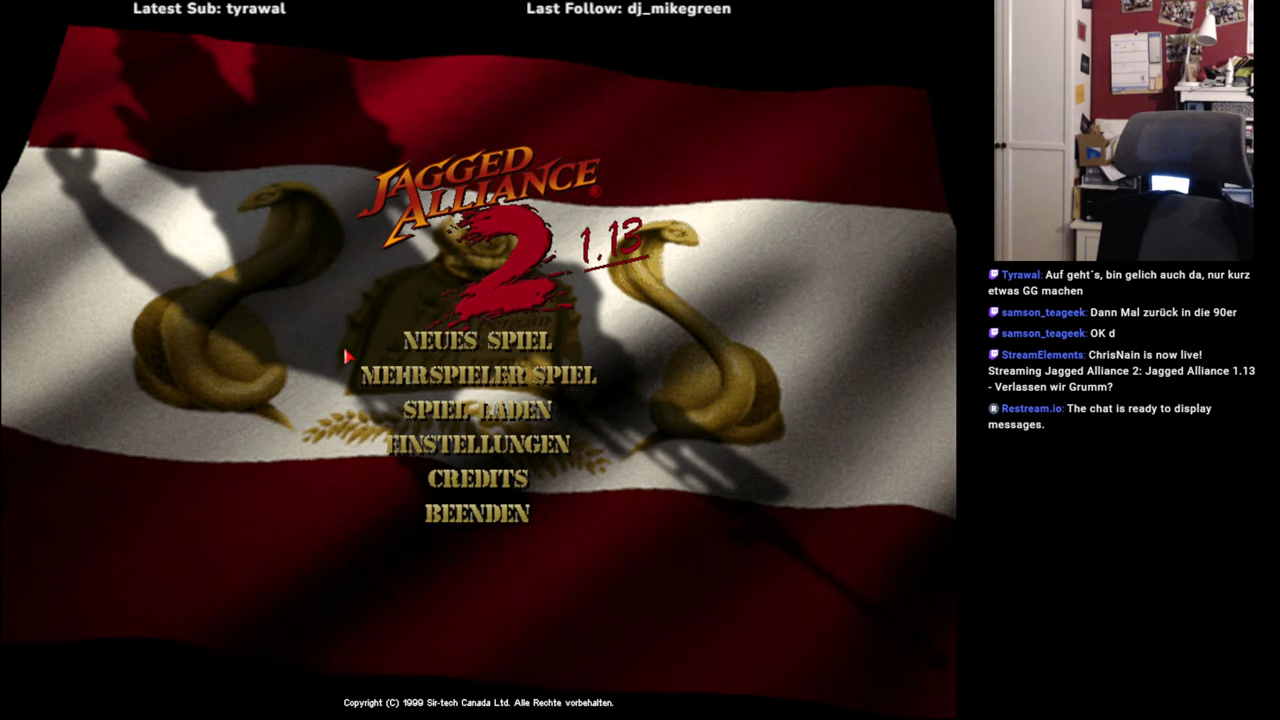 Latest Sub: tyrawal
Last Follow: dj_mikegreen
JAGGED
ALLIANCE
2
1.13
NEUES SPIEL
MEHRSPIELER SPIEL
SPIEL LADEN
EINSTELLUNGEN
CREDITS
BEENDEN
Copyright (C) 1999 Sir-tech Canada Ltd. Alle Rechte vorbehalten.
Tyrawal: Auf geht´s, bin gelich auch da, nur kurz
etwas GG machen
samson_teageek: Dann Mal zurück in die 90er
samson_teageek: OK d
StreamElements: ChrisNain is now live!
Streaming Jagged Alliance 2: Jagged Alliance 1.13
- Verlassen wir Grumm?
Restream.io: The chat is ready to display
messages.